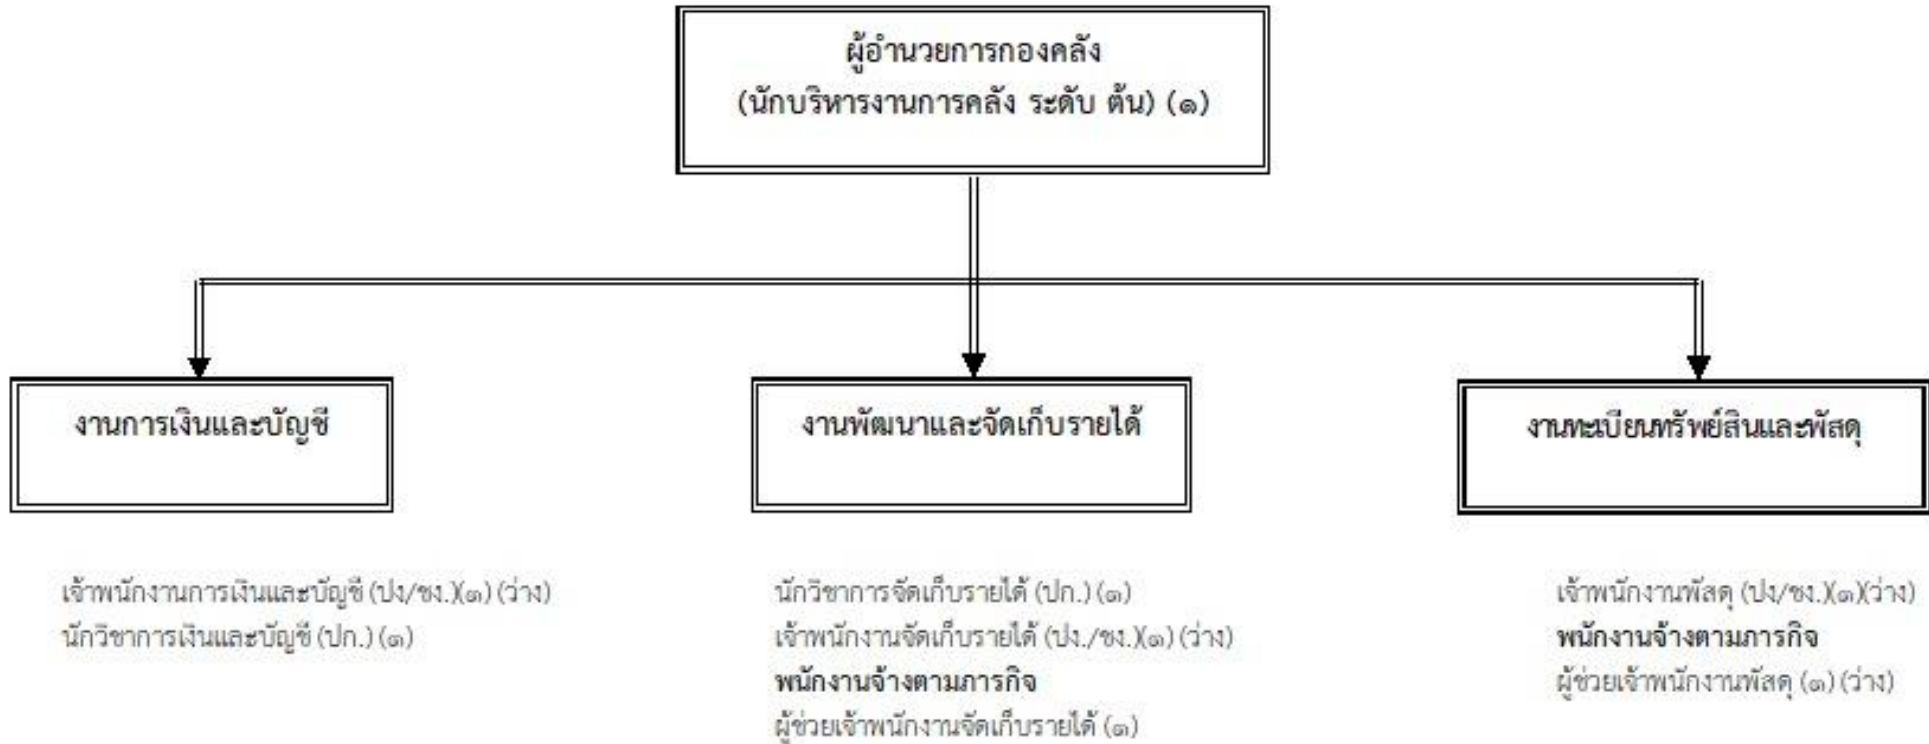 ผู้อำนวยการกองคลัง
(นักบริหารงานการคลัง ระดับ ต้น) (๑)
งานการเงินและบัญชี
งานพัฒนาและจัดเก็บรายได้
งานทะเบียนทรัพย์สินและพัสดุ
เจ้าพนักงานการเงินและบัญชี (ปง/ชง.)(๑) (ว่าง)
นักวิชาการเงินและบัญชี (ปก.) (๑)
นักวิชาการจัดเก็บรายได้ (ปก.) (๑)
เจ้าพนักงานจัดเก็บรายได้ (ปง./ชง.)(๑) (ว่าง)
พนักงานจ้างตามภารกิจ
ผู้ช่วยเจ้าพนักงานจัดเก็บรายได้ (๑)
เจ้าพนักงานพัสดุ (ปง/ชง.)(๑)(ว่าง)
พนักงานจ้างตามภารกิจ
ผู้ช่วยเจ้าพนักงานพัสดุ (๑) (ว่าง)